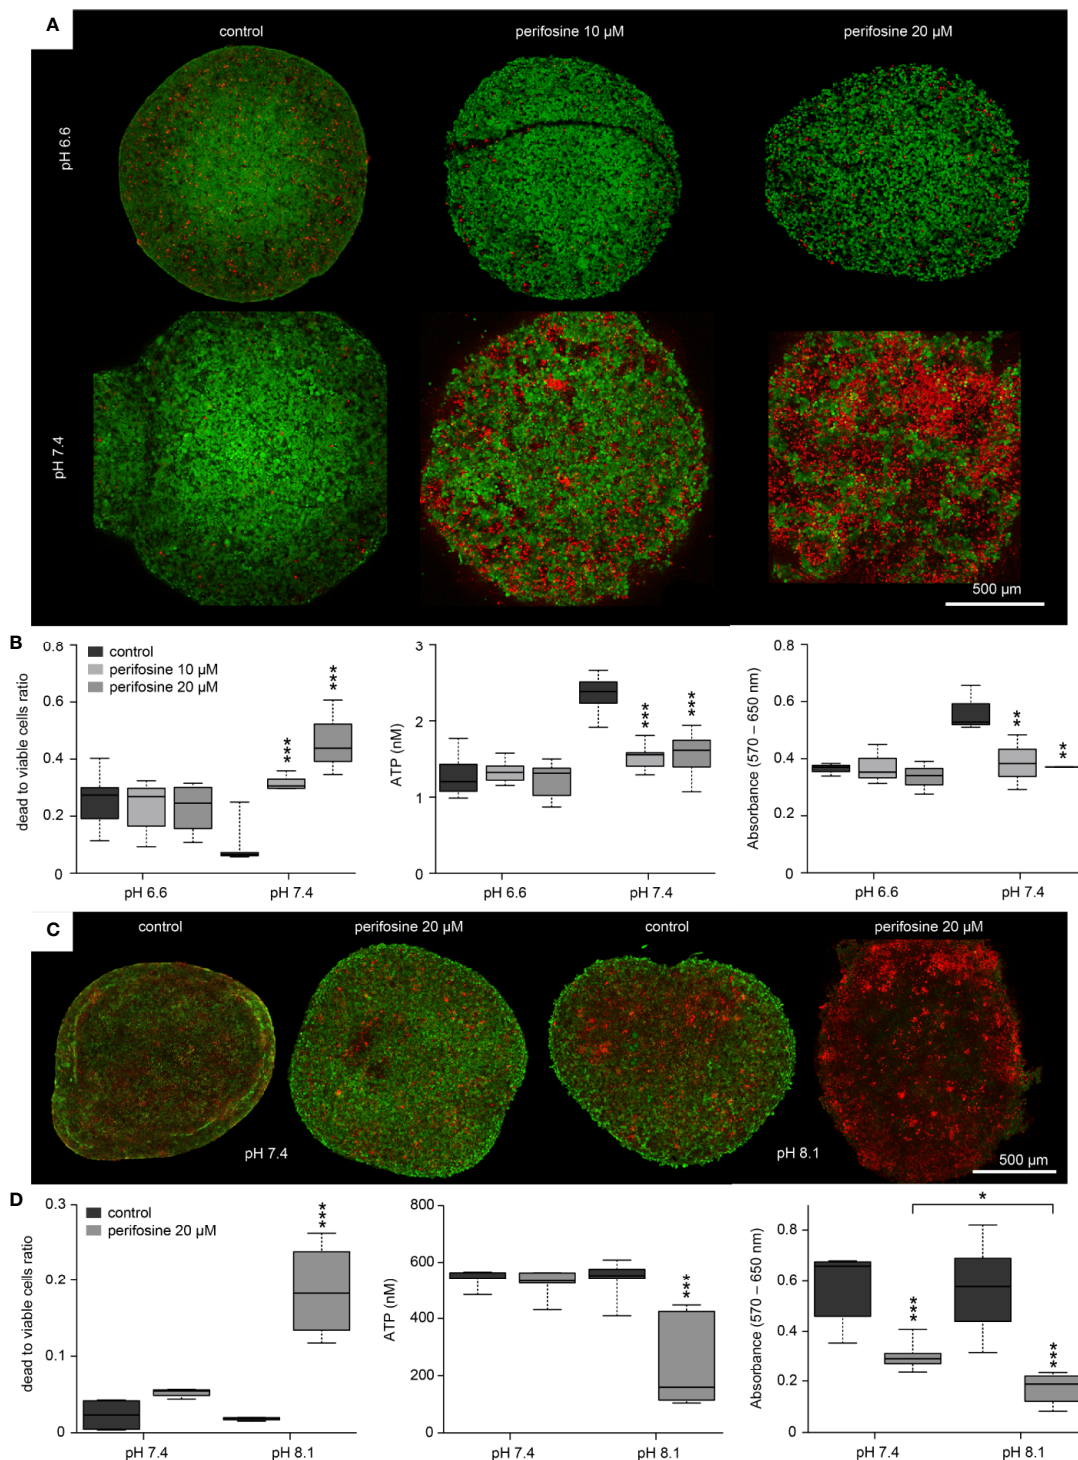 A
control
perifosine 10 µM
perifosine 20 µM
pH 6.6
pH 7.4
500 µm
B
dead to viable cells ratio
0.8
0.6
0.4
0.2
0
control
perifosine 10 µM
perifosine 20 µM
***
***
pH 6.6
pH 7.4
ATP (nM)
3
2
1
0
***
***
pH 6.6
pH 7.4
Absorbance (570 – 650 nm)
0.8
0.6
0.4
0.2
0
**
**
pH 6.6
pH 7.4
C
control
perifosine 20 µM
control
perifosine 20 µM
pH 7.4
pH 8.1
500 µm
D
dead to viable cells ratio
0.3
0.2
0.1
0
control
perifosine 20 µM
***
pH 7.4
pH 8.1
ATP (nM)
800
600
400
200
0
***
pH 7.4
pH 8.1
Absorbance (570 – 650 nm)
0.8
0.6
0.4
0.2
0
*
***
***
pH 7.4
pH 8.1